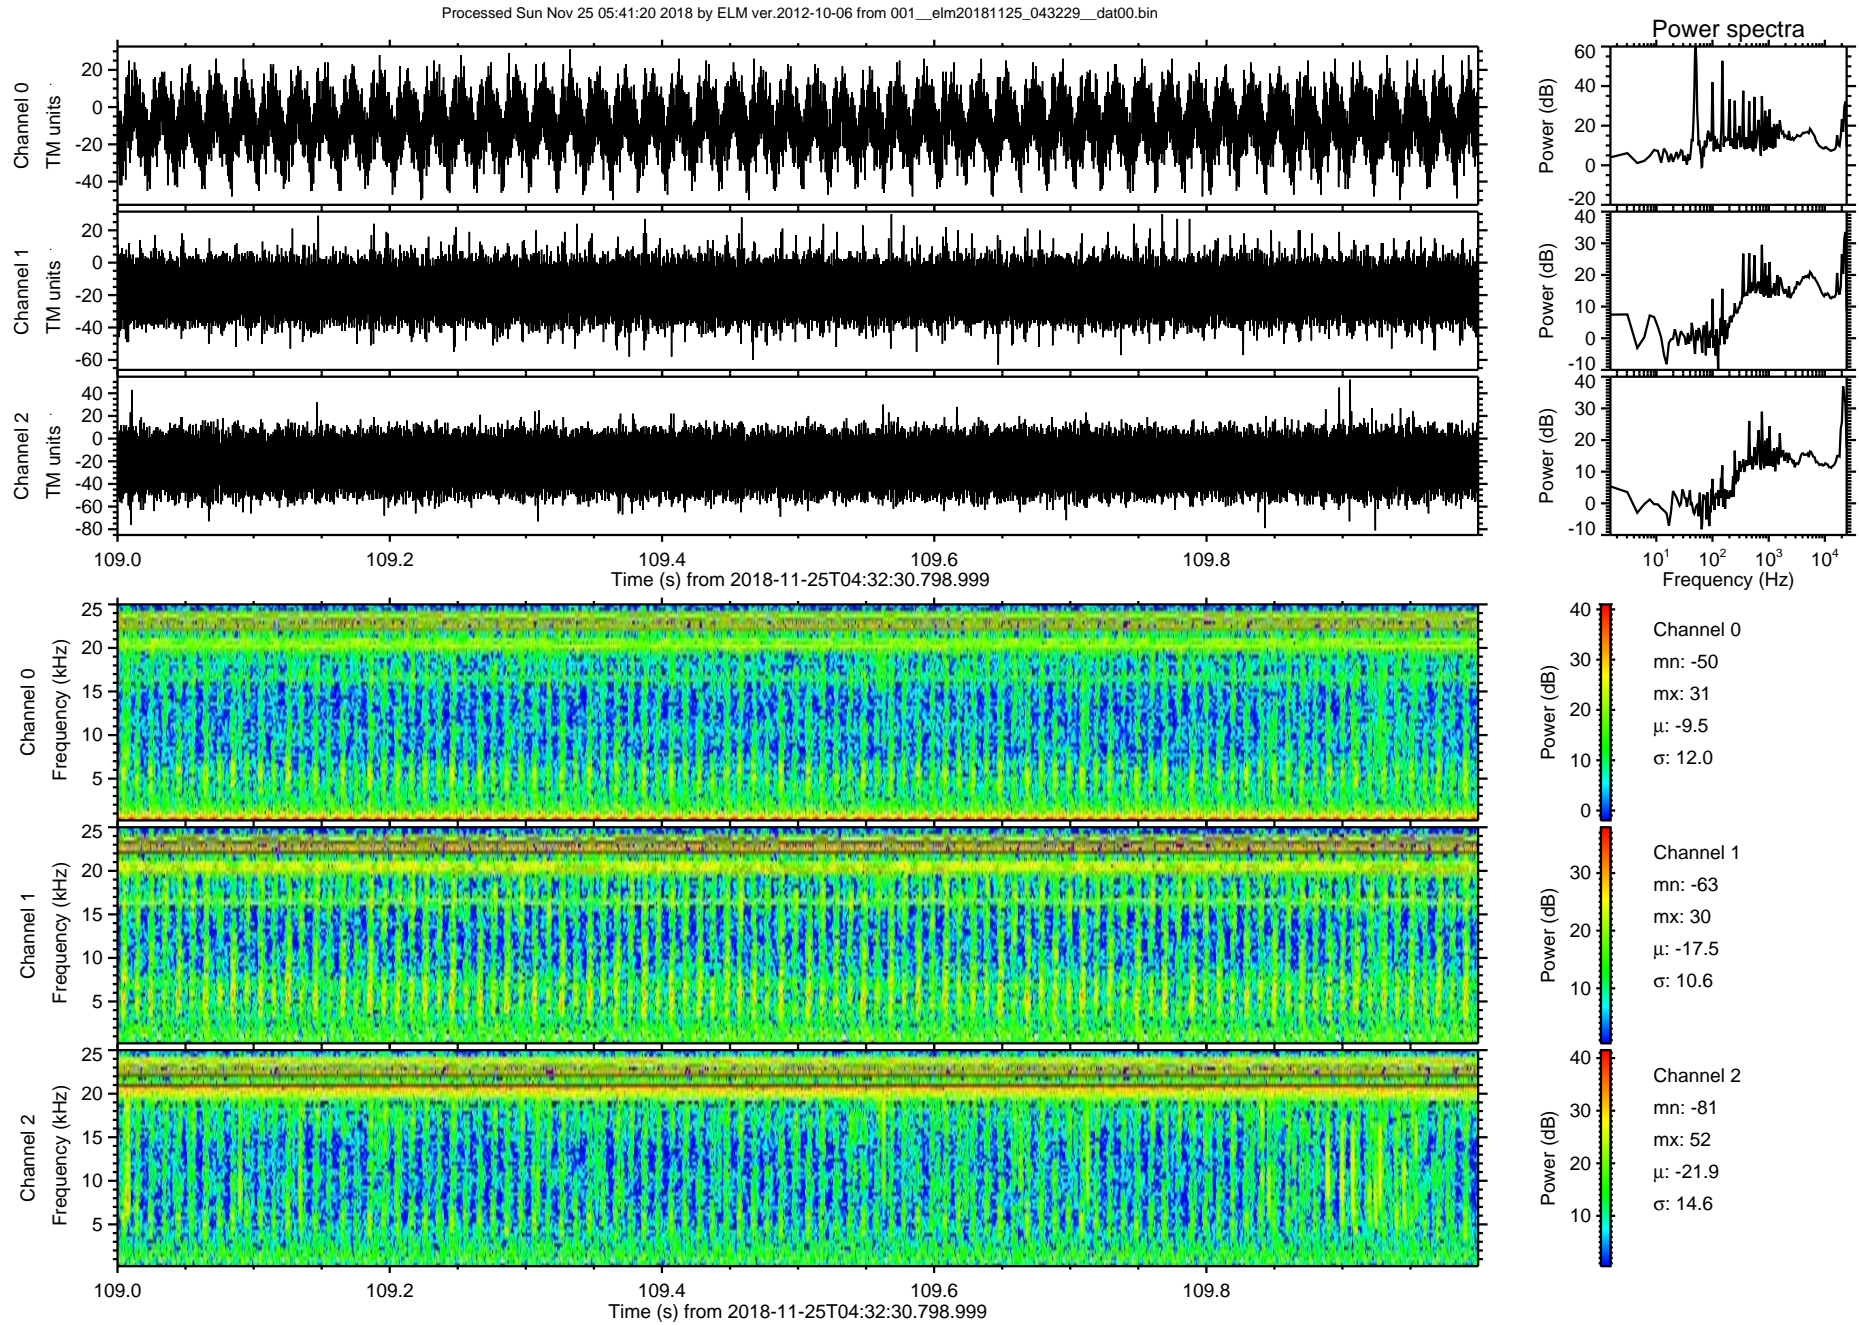 Processed Sun Nov 25 05:41:20 2018 by ELM ver.2012-10-06 from 001__elm20181125_043229__dat00.bin
Power spectra
Channel 0
TM units
20
0
-20
-40
Power (dB)
60
40
20
0
-20
Channel 1
TM units
20
0
-20
-40
-60
Power (dB)
40
30
20
10
0
-10
Channel 2
TM units
40
20
0
-20
-40
-60
-80
Power (dB)
40
30
20
10
0
-10
109.0 109.2 109.4 109.6 109.8
Time (s) from 2018-11-25T04:32:30.798.999
10¹ 10² 10³ 10⁴
Frequency (Hz)
Channel 0
Frequency (kHz)
25
20
15
10
5
Power (dB)
40
30
20
10
0
Channel 0
mn: -50
mx: 31
μ: -9.5
σ: 12.0
Channel 1
Frequency (kHz)
25
20
15
10
5
Power (dB)
30
20
10
Channel 1
mn: -63
mx: 30
μ: -17.5
σ: 10.6
Channel 2
Frequency (kHz)
25
20
15
10
5
Power (dB)
40
30
20
10
Channel 2
mn: -81
mx: 52
μ: -21.9
σ: 14.6
109.0 109.2 109.4 109.6 109.8
Time (s) from 2018-11-25T04:32:30.798.999